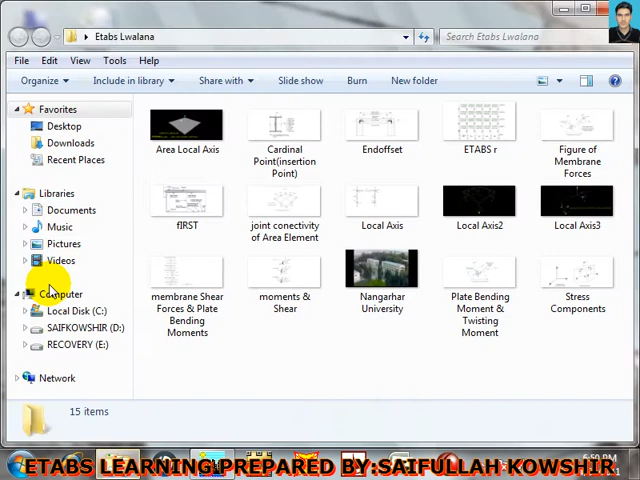 Etabs Lwalana
Search Etabs Lwalana
File Edit View Tools Help
Organize Include in library Share with Slide show Burn New folder
Favorites
Desktop
Downloads
Recent Places
Libraries
Documents
Music
Pictures
Videos
Computer
Local Disk (C:)
SAIFKOWSHIR (D:)
RECOVERY (E:)
Network
Area Local Axis
Cardinal
Point(insertion
Point)
Endoffset
ETABS r
Figure of
Membrane
Forces
fIRST
joint conectivity
of Area Element
Local Axis
Local Axis2
Local Axis3
membrane Shear
Forces & Plate
Bending
Moments
moments &
Shear
Nangarhar
University
Plate Bending
Moment &
Twisting
Moment
Stress
Components
15 items
ETABS LEARNING PREPARED BY:SAIFULLAH KOWSHIR